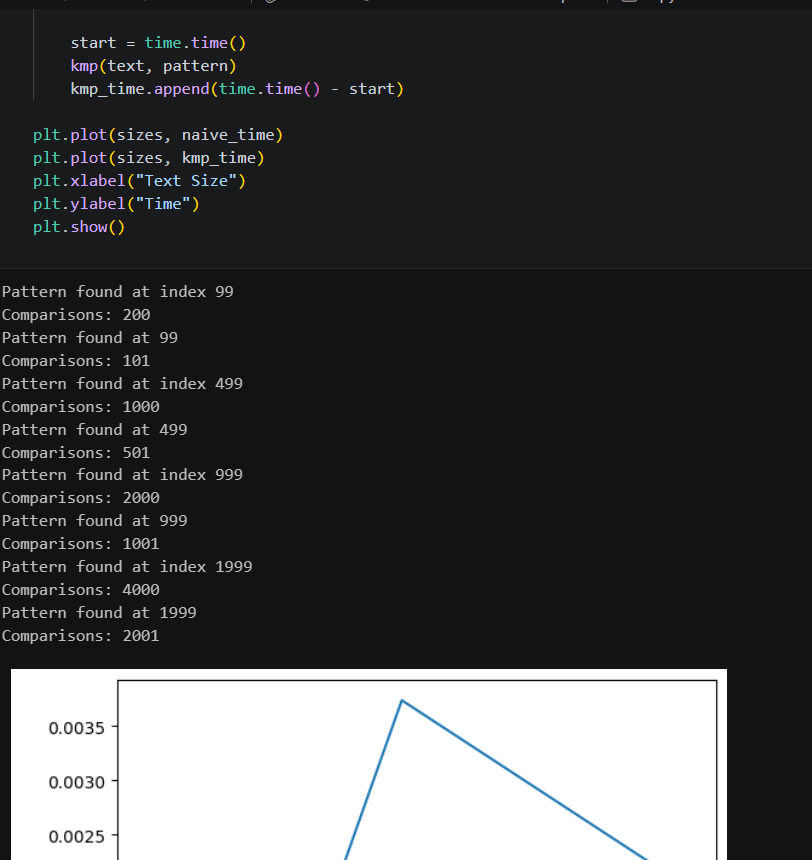 start = time.time()
kmp(text, pattern)
kmp_time.append(time.time() - start)
plt.plot(sizes, naive_time)
plt.plot(sizes, kmp_time)
plt.xlabel("Text Size")
plt.ylabel("Time")
plt.show()
Pattern found at index 99
Comparisons: 200
Pattern found at 99
Comparisons: 101
Pattern found at index 499
Comparisons: 1000
Pattern found at 499
Comparisons: 501
Pattern found at index 999
Comparisons: 2000
Pattern found at 999
Comparisons: 1001
Pattern found at index 1999
Comparisons: 4000
Pattern found at 1999
Comparisons: 2001
0.0035
0.0030
0.0025